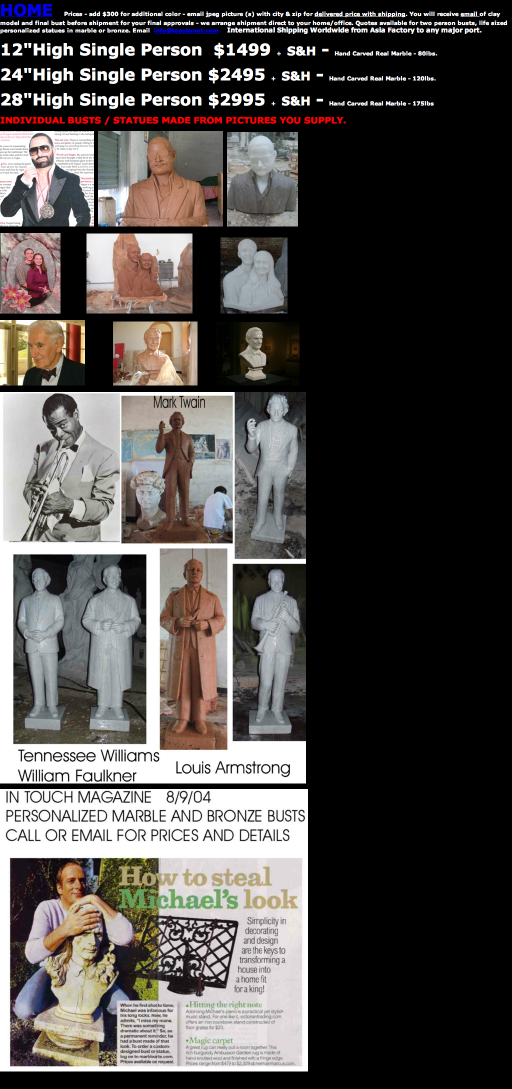 HOME Prices - add $300 for additional color - email jpeg picture (s) with city & zip for delivered price with shipping. You will receive email of clay
model and final bust before shipment for your final approvals - we arrange shipment direct to your home/office. Quotes available for two person busts, life sized
personalized statues in marble or bronze. Email International Shipping Worldwide from Asia Factory to any major port.
12"High Single Person $1499 + S&H - Hand Carved Real Marble - 80lbs.
24"High Single Person $2495 + S&H - Hand Carved Real Marble - 120lbs.
28"High Single Person $2995 + S&H - Hand Carved Real Marble - 175lbs
INDIVIDUAL BUSTS / STATUES MADE FROM PICTURES YOU SUPPLY.
Mark Twain
Tennessee Williams
William Faulkner
Louis Armstrong
IN TOUCH MAGAZINE 8/9/04
PERSONALIZED MARBLE AND BRONZE BUSTS
CALL OR EMAIL FOR PRICES AND DETAILS
How to steal
Michael's look
Simplicity in
decorating
and design
are the keys to
transforming a
house into
a home fit
for a king!
When he first struck fame,
Michael was infamous for
his long locks. Now, he
admits, "I miss my mane.
There was something
dramatic about it." So, as
a permanent reminder, he
had a bust made of that
look. To order a custom-
designed bust or statue,
log on to
Prices available on request.
•Hitting the right note
•Magic carpet